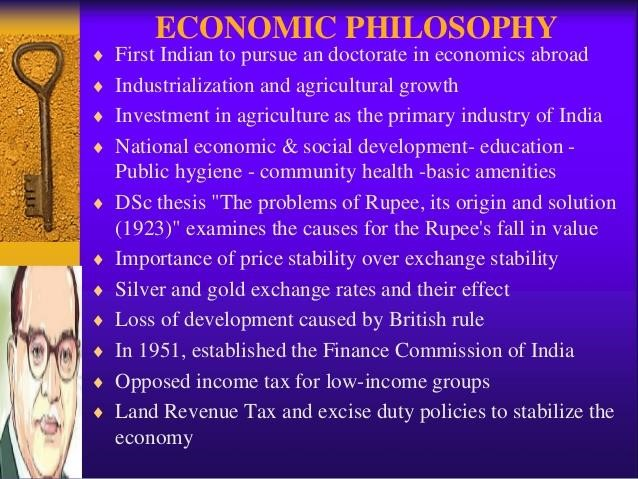 ECONOMIC PHILOSOPHY
♦ First Indian to pursue an doctorate in economics abroad
♦ Industrialization and agricultural growth
♦ Investment in agriculture as the primary industry of India
♦ National economic & social development- education -
Public hygiene - community health -basic amenities
♦ DSc thesis "The problems of Rupee, its origin and solution
(1923)" examines the causes for the Rupee's fall in value
♦ Importance of price stability over exchange stability
♦ Silver and gold exchange rates and their effect
♦ Loss of development caused by British rule
♦ In 1951, established the Finance Commission of India
♦ Opposed income tax for low-income groups
♦ Land Revenue Tax and excise duty policies to stabilize the
economy